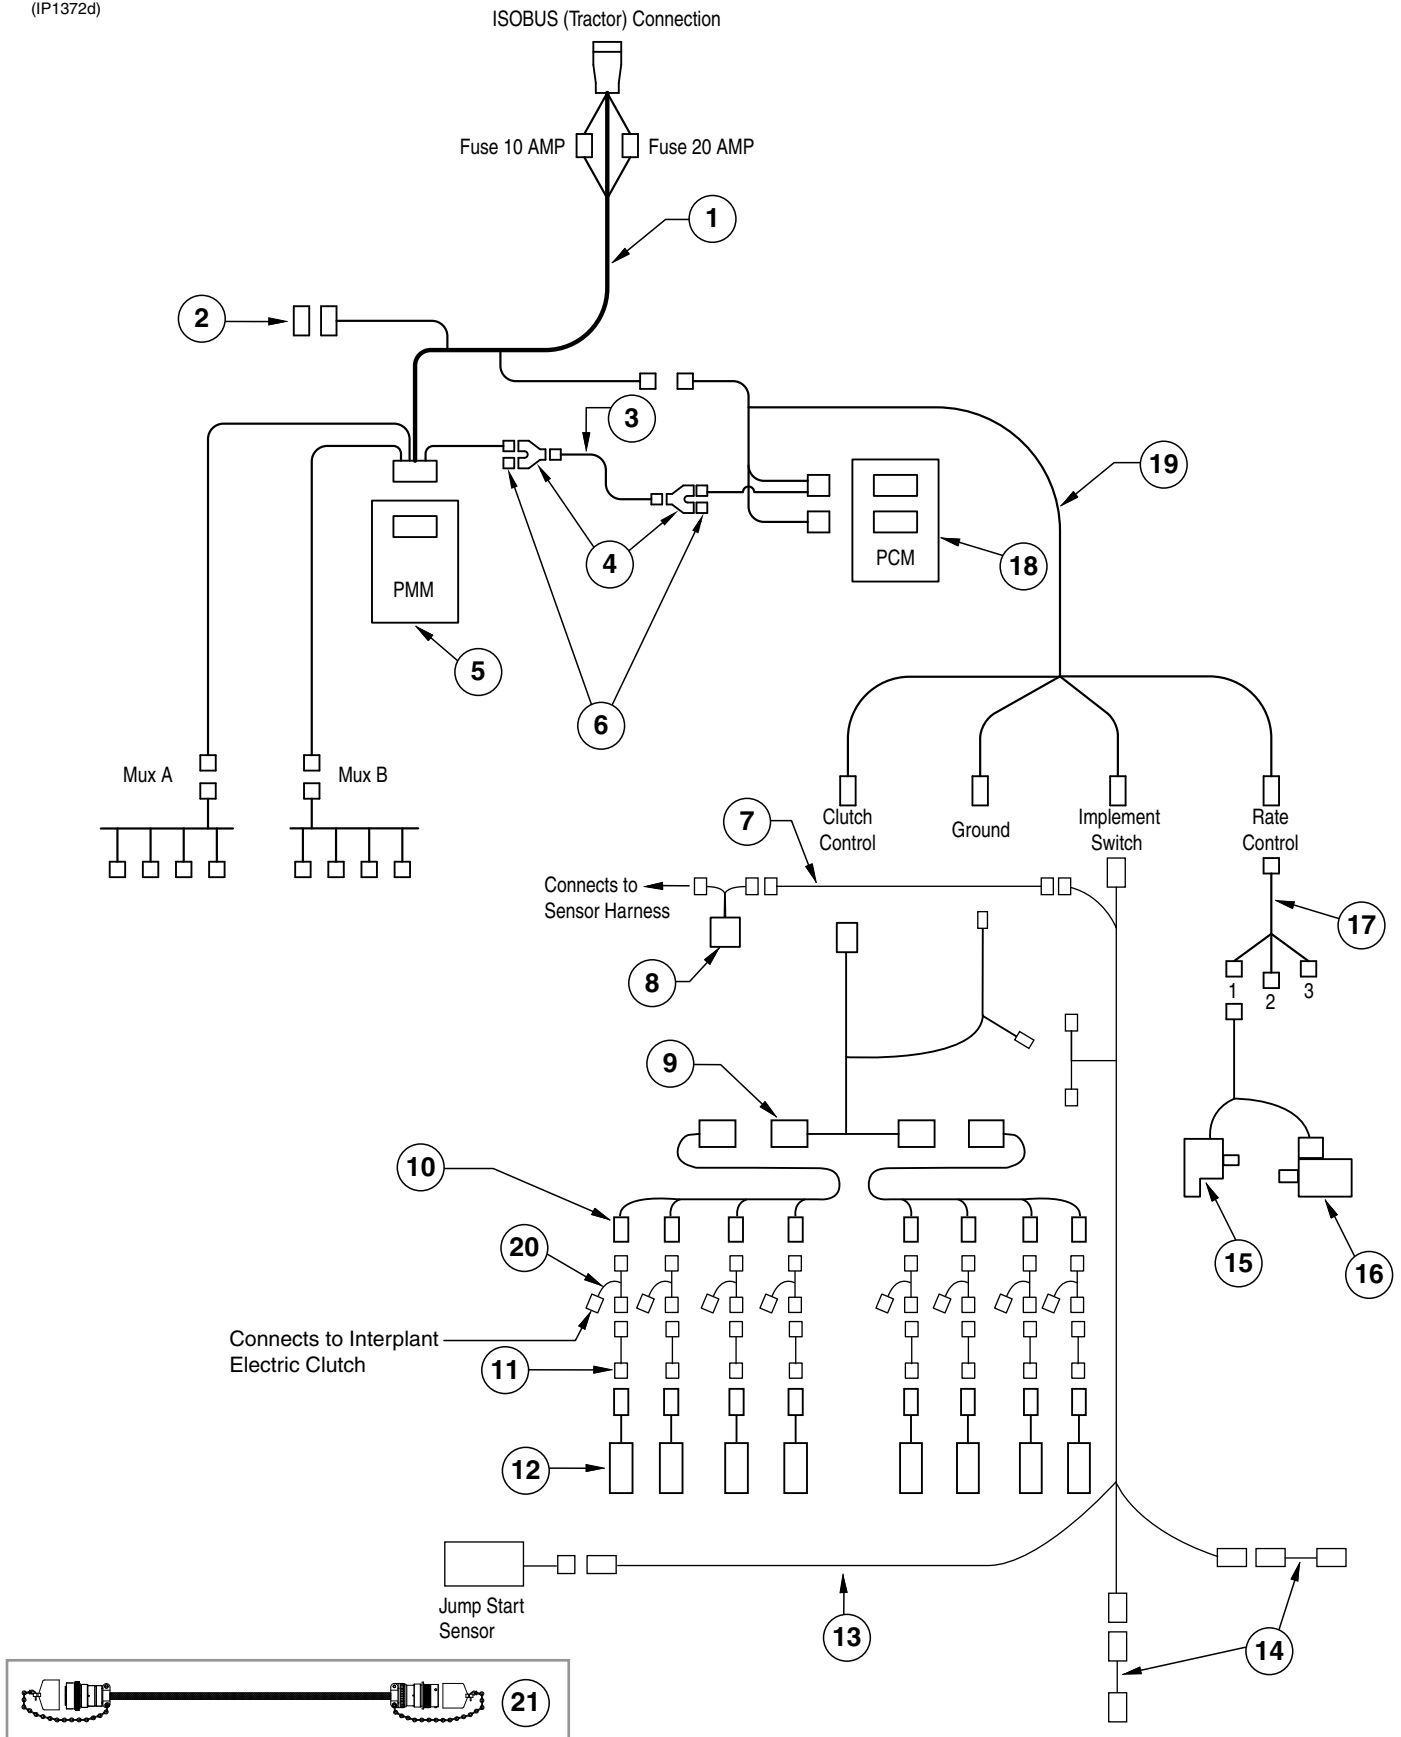 (IP1372d)
ISOBUS (Tractor) Connection
Fuse 10 AMP
Fuse 20 AMP
1
2
3
19
4
PCM
18
PMM
5
6
Mux A
Mux B
7
Clutch
Control
Ground
Implement
Switch
Rate
Control
Connects to
Sensor Harness
17
8
1
2
3
9
10
20
15
16
Connects to Interplant
Electric Clutch
11
12
Jump Start
Sensor
13
14
21